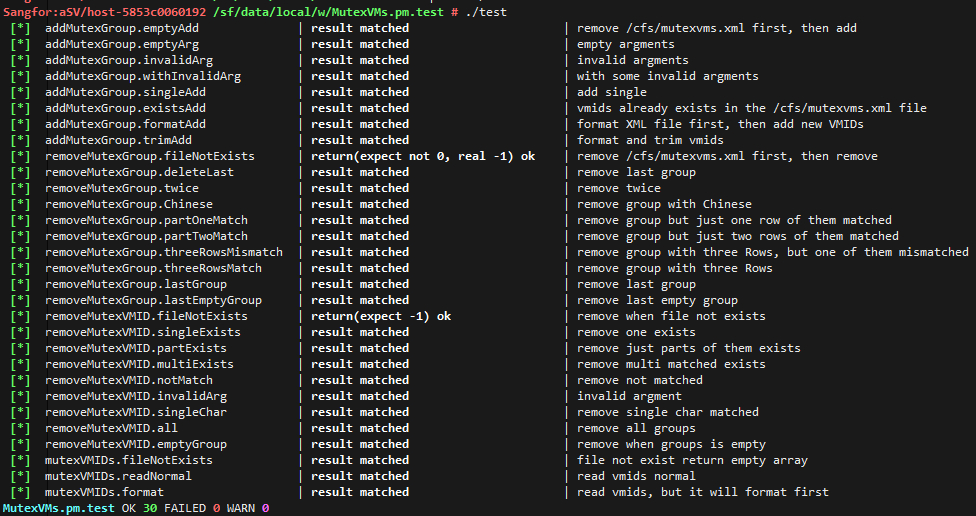 Sangfor:aSV/host-5853c0060192 /sf/data/local/w/MutexVMs.pm.test # ./test
[*] addMutexGroup.emptyAdd | result matched | remove /cfs/mutexvms.xml first, then add
[*] addMutexGroup.emptyArg | result matched | empty argments
[*] addMutexGroup.invalidArg | result matched | invalid argments
[*] addMutexGroup.withInvalidArg | result matched | with some invalid argments
[*] addMutexGroup.singleAdd | result matched | add single
[*] addMutexGroup.existsAdd | result matched | vmids already exists in the /cfs/mutexvms.xml file
[*] addMutexGroup.formatAdd | result matched | format XML file first, then add new VMIDs
[*] addMutexGroup.trimAdd | result matched | format and trim vmids
[*] removeMutexGroup.fileNotExists | return(expect not 0, real -1) ok | remove /cfs/mutexvms.xml first, then remove
[*] removeMutexGroup.deleteLast | result matched | remove last group
[*] removeMutexGroup.twice | result matched | remove twice
[*] removeMutexGroup.Chinese | result matched | remove group with Chinese
[*] removeMutexGroup.partOneMatch | result matched | remove group but just one row of them matched
[*] removeMutexGroup.partTwoMatch | result matched | remove group but just two rows of them matched
[*] removeMutexGroup.threeRowsMismatch | result matched | remove group with three Rows, but one of them mismatched
[*] removeMutexGroup.threeRowsMatch | result matched | remove group with three Rows
[*] removeMutexGroup.lastGroup | result matched | remove last group
[*] removeMutexGroup.lastEmptyGroup | result matched | remove last empty group
[*] removeMutexVMID.fileNotExists | return(expect -1) ok | remove when file not exists
[*] removeMutexVMID.singleExists | result matched | remove one exists
[*] removeMutexVMID.partExists | result matched | remove just parts of them exists
[*] removeMutexVMID.multiExists | result matched | remove multi matched exists
[*] removeMutexVMID.notMatch | result matched | remove not matched
[*] removeMutexVMID.invalidArg | result matched | invalid argment
[*] removeMutexVMID.singleChar | result matched | remove single char matched
[*] removeMutexVMID.all | result matched | remove all groups
[*] removeMutexVMID.emptyGroup | result matched | remove when groups is empty
[*] mutexVMIDs.fileNotExists | result matched | file not exist return empty array
[*] mutexVMIDs.readNormal | result matched | read vmids normal
[*] mutexVMIDs.format | result matched | read vmids, but it will format first
MutexVMs.pm.test OK 30 FAILED 0 WARN 0